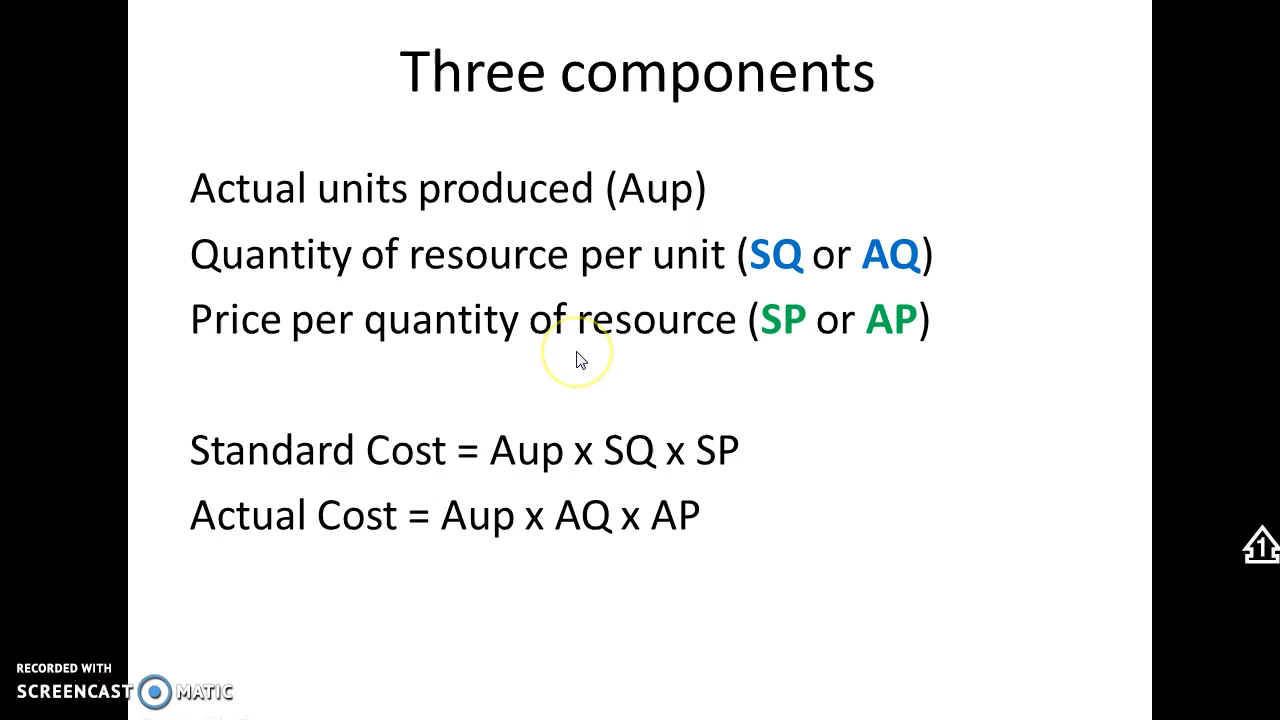 Three components
Actual units produced (Aup)
Quantity of resource per unit (SQ or AQ)
Price per quantity of resource (SP or AP)
Standard Cost = Aup x SQ x SP
Actual Cost = Aup x AQ x AP
1
RECORDED WITH
SCREENCAST MATIC